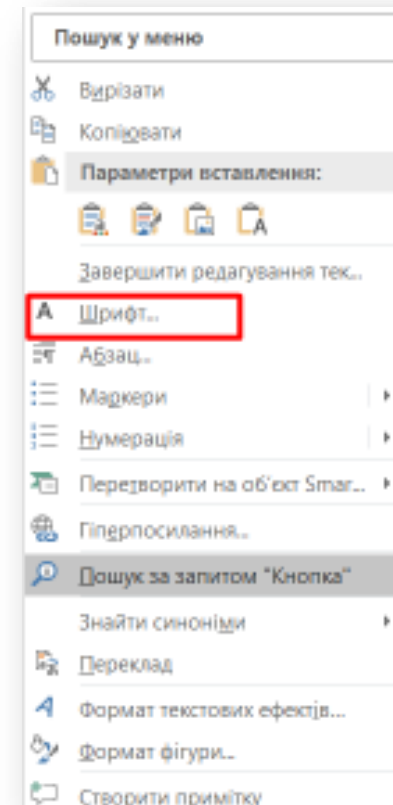 Пошук у меню
Вирізати
Копіювати
Параметри вставлення:
Завершити редагування тек...
Шрифт...
Абзац...
Маркери
Нумерація
Перетворити на об'єкт Smar...
Гіперпосилання...
Пошук за запитом "Кнопка"
Знайти синоніми
Переклад
Формат текстових ефектів...
Формат фігури...
Створити примітку